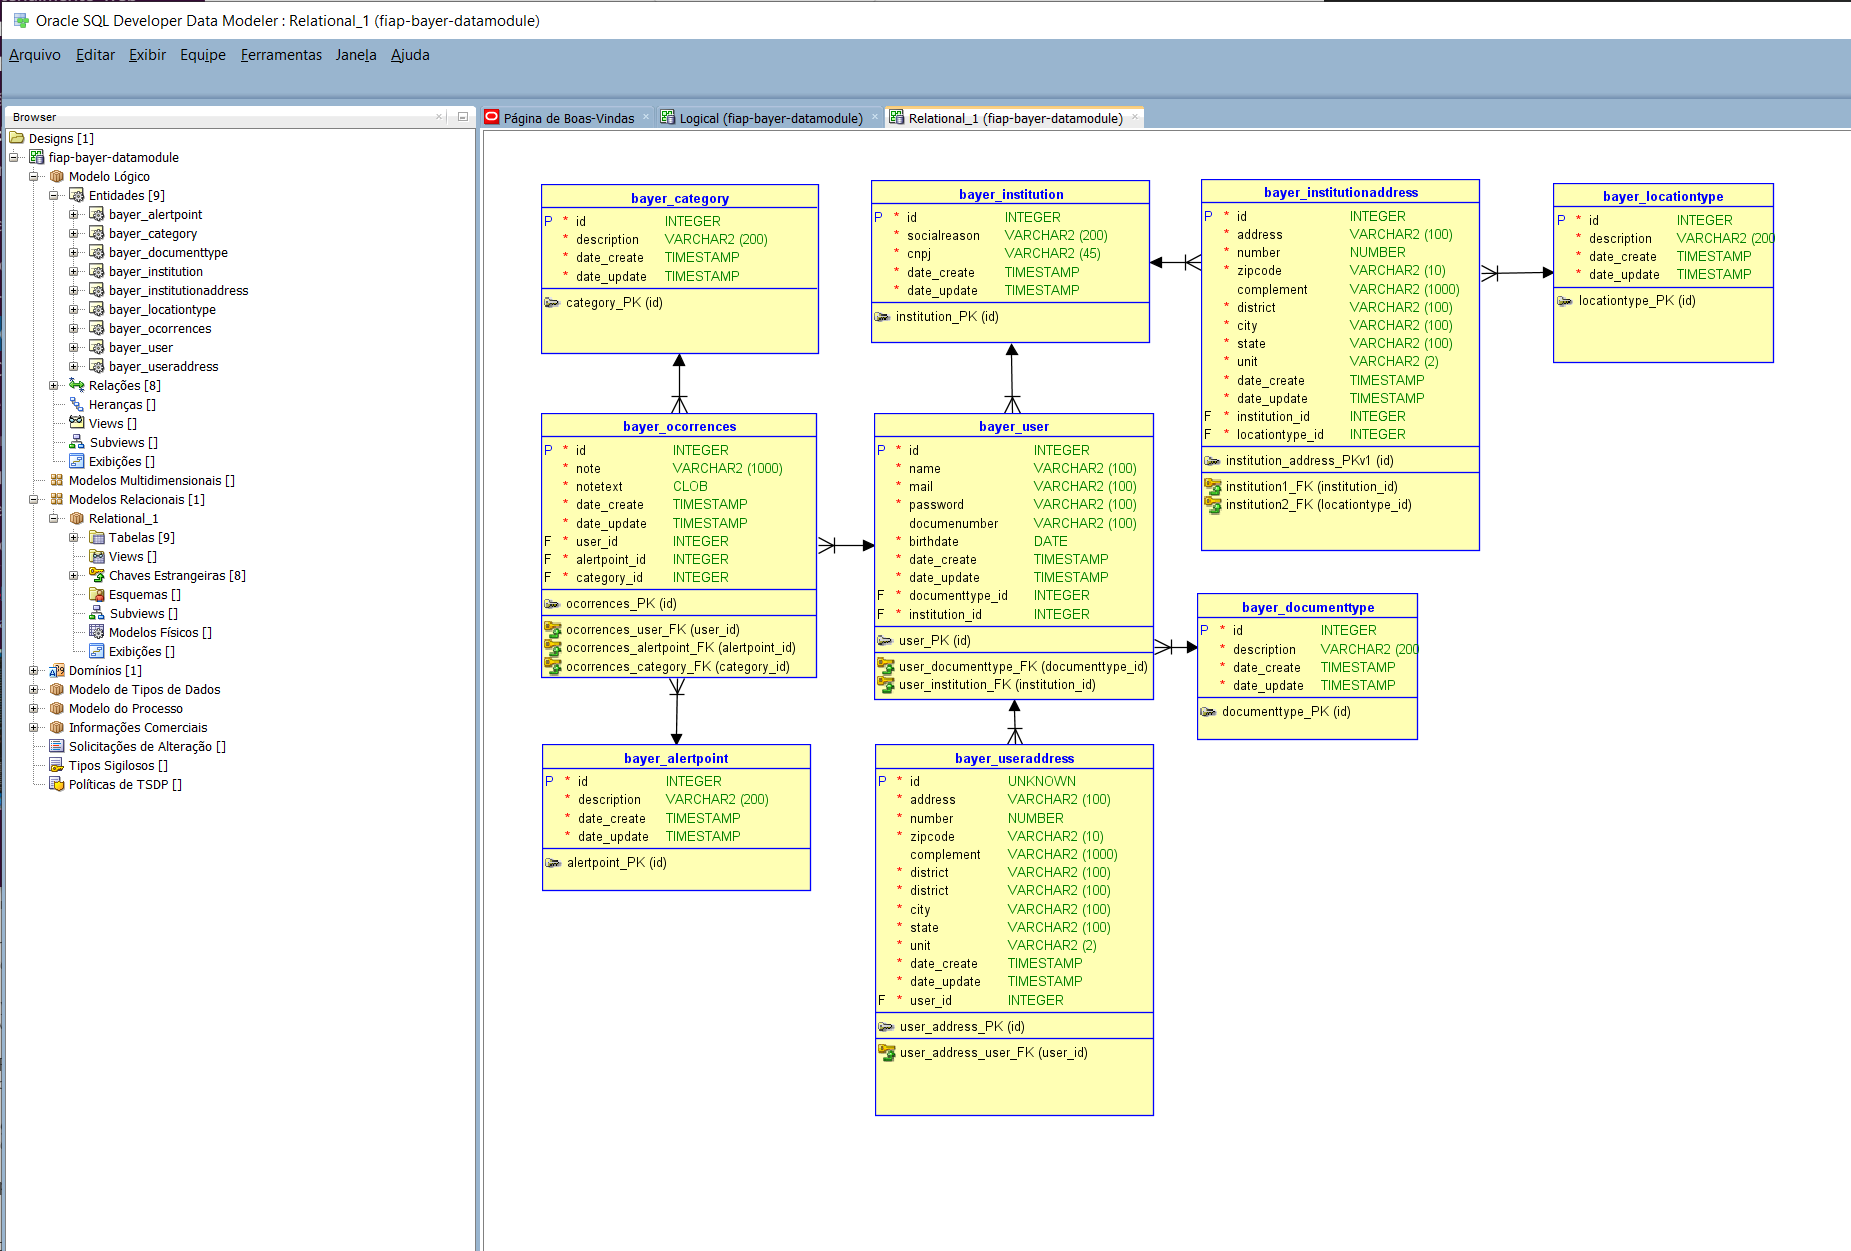 Oracle SQL Developer Data Modeler : Relational_1 (fiap-bayer-datamodule)
Arquivo Editar Exibir Equipe Ferramentas Janela Ajuda
Browser
Designs [1]
fiap-bayer-datamodule
Modelo Lógico
Entidades [9]
bayer_alertpoint
bayer_category
bayer_documenttype
bayer_institution
bayer_institutionaddress
bayer_locationtype
bayer_ocorrences
bayer_user
bayer_useraddress
Relações [8]
Heranças []
Views []
Subviews []
Exibições []
Modelos Multidimensionais []
Modelos Relacionais [1]
Relational_1
Tabelas [9]
Views []
Chaves Estrangeiras [8]
Esquemas []
Subviews []
Modelos Físicos []
Exibições []
Domínios [1]
Modelo de Tipos de Dados
Modelo do Processo
Informações Comerciais
Solicitações de Alteração []
Tipos Sigilosos []
Políticas de TSDP []
Página de Boas-Vindas
Logical (fiap-bayer-datamodule)
Relational_1 (fiap-bayer-datamodule)
bayer_category
P * id INTEGER
* description VARCHAR2 (200)
* date_create TIMESTAMP
* date_update TIMESTAMP
category_PK (id)
bayer_institution
P * id INTEGER
* socialreason VARCHAR2 (200)
* cnpj VARCHAR2 (45)
* date_create TIMESTAMP
* date_update TIMESTAMP
institution_PK (id)
bayer_institutionaddress
P * id INTEGER
* address VARCHAR2 (100)
* number NUMBER
* zipcode VARCHAR2 (10)
complement VARCHAR2 (1000)
* district VARCHAR2 (100)
* city VARCHAR2 (100)
* state VARCHAR2 (100)
* unit VARCHAR2 (2)
* date_create TIMESTAMP
* date_update TIMESTAMP
F * institution_id INTEGER
F * locationtype_id INTEGER
institution_address_PKv1 (id)
institution1_FK (institution_id)
institution2_FK (locationtype_id)
bayer_locationtype
P * id INTEGER
* description VARCHAR2 (200
* date_create TIMESTAMP
* date_update TIMESTAMP
locationtype_PK (id)
bayer_ocorrences
P * id INTEGER
* note VARCHAR2 (1000)
* notetext CLOB
* date_create TIMESTAMP
* date_update TIMESTAMP
F * user_id INTEGER
F * alertpoint_id INTEGER
F * category_id INTEGER
ocorrences_PK (id)
ocorrences_user_FK (user_id)
ocorrences_alertpoint_FK (alertpoint_id)
ocorrences_category_FK (category_id)
bayer_user
P * id INTEGER
* name VARCHAR2 (100)
* mail VARCHAR2 (100)
* password VARCHAR2 (100)
documenumber VARCHAR2 (100)
* birthdate DATE
* date_create TIMESTAMP
* date_update TIMESTAMP
F * documenttype_id INTEGER
F * institution_id INTEGER
user_PK (id)
user_documenttype_FK (documenttype_id)
user_institution_FK (institution_id)
bayer_documenttype
P * id INTEGER
* description VARCHAR2 (200
* date_create TIMESTAMP
* date_update TIMESTAMP
documenttype_PK (id)
bayer_alertpoint
P * id INTEGER
* description VARCHAR2 (200)
* date_create TIMESTAMP
* date_update TIMESTAMP
alertpoint_PK (id)
bayer_useraddress
P * id UNKNOWN
* address VARCHAR2 (100)
* number NUMBER
* zipcode VARCHAR2 (10)
complement VARCHAR2 (1000)
* district VARCHAR2 (100)
* district VARCHAR2 (100)
* city VARCHAR2 (100)
* state VARCHAR2 (100)
* unit VARCHAR2 (2)
* date_create TIMESTAMP
* date_update TIMESTAMP
F * user_id INTEGER
user_address_PK (id)
user_address_user_FK (user_id)